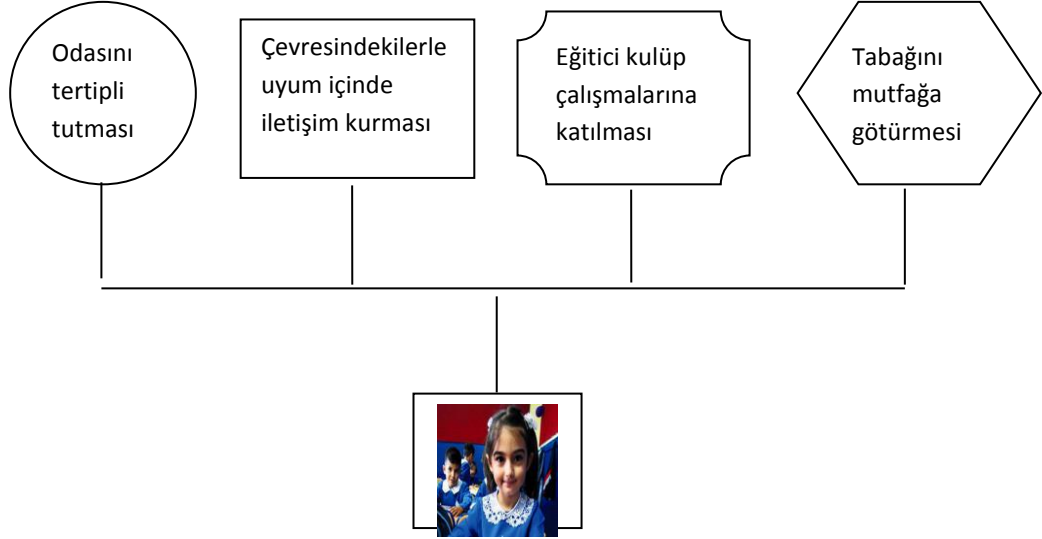 Odasını
tertipli
tutması
Çevresindekilerle
uyum içinde
iletişim kurması
Eğitici kulüp
çalışmalarına
katılması
Tabağını
mutfağa
götürmesi